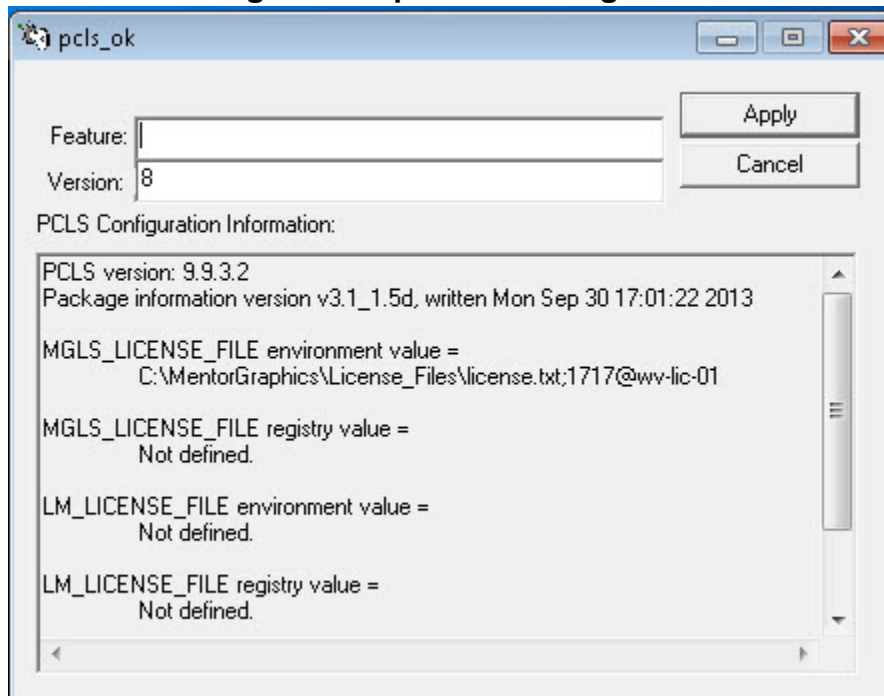 pcls_ok
Apply
Feature:
Cancel
Version: 8
PCLS Configuration Information:
PCLS version: 9.9.3.2
Package information version v3.1_1.5d, written Mon Sep 30 17:01:22 2013
MGLS_LICENSE_FILE environment value =
C:\MentorGraphics\License_Files\license.txt;1717@wv-lic-01
MGLS_LICENSE_FILE registry value =
Not defined.
LM_LICENSE_FILE environment value =
Not defined.
LM_LICENSE_FILE registry value =
Not defined.